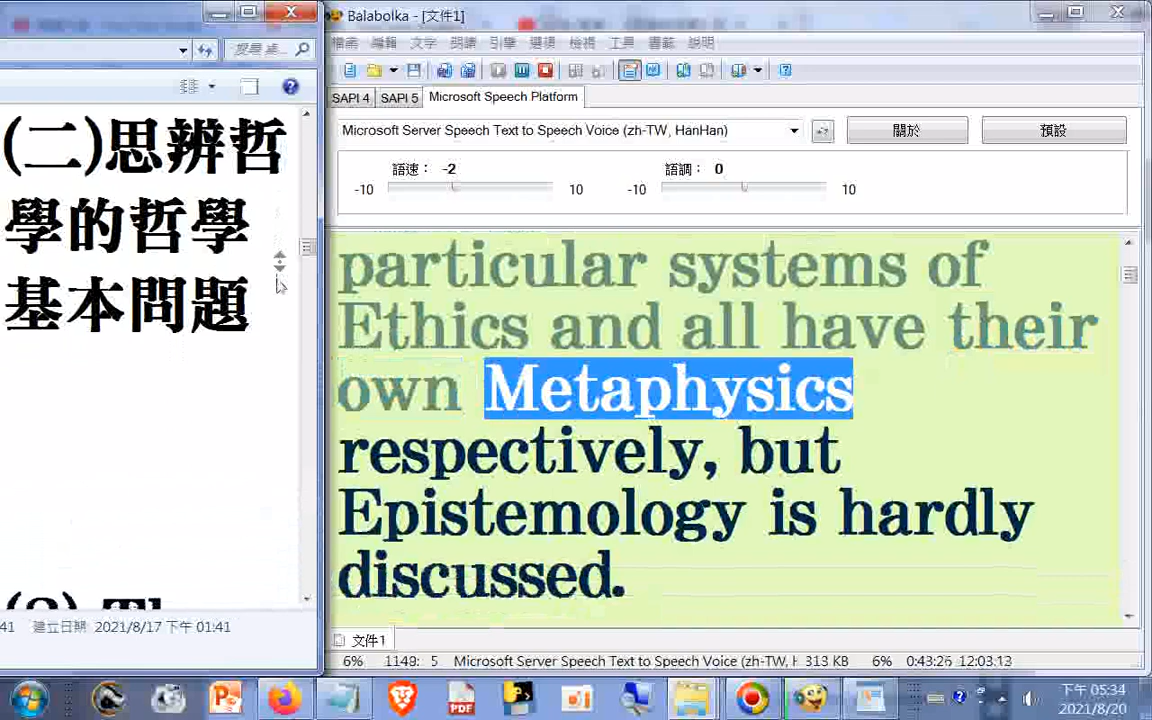 Balabolka - [文件1]
檔案 編輯 文字 朗讀 引擎 選項 檢視 工具 書籤 說明
搜尋 桌...
SAPI 4 SAPI 5 Microsoft Speech Platform
Microsoft Server Speech Text to Speech Voice (zh-TW, HanHan)
關於
預設
語速： -2
語調： 0
-10 10
-10 10
(二)思辨哲
學的哲學
基本問題
particular systems of
Ethics and all have their
own Metaphysics
respectively, but
Epistemology is hardly
discussed.
41 建立日期: 2021/8/17 下午 01:41
文件1
6% 1149: 5 Microsoft Server Speech Text to Speech Voice (zh-TW, H 313 KB 6% 0:43:26 12:03:13
PDF
下午 05:34
2021/8/20